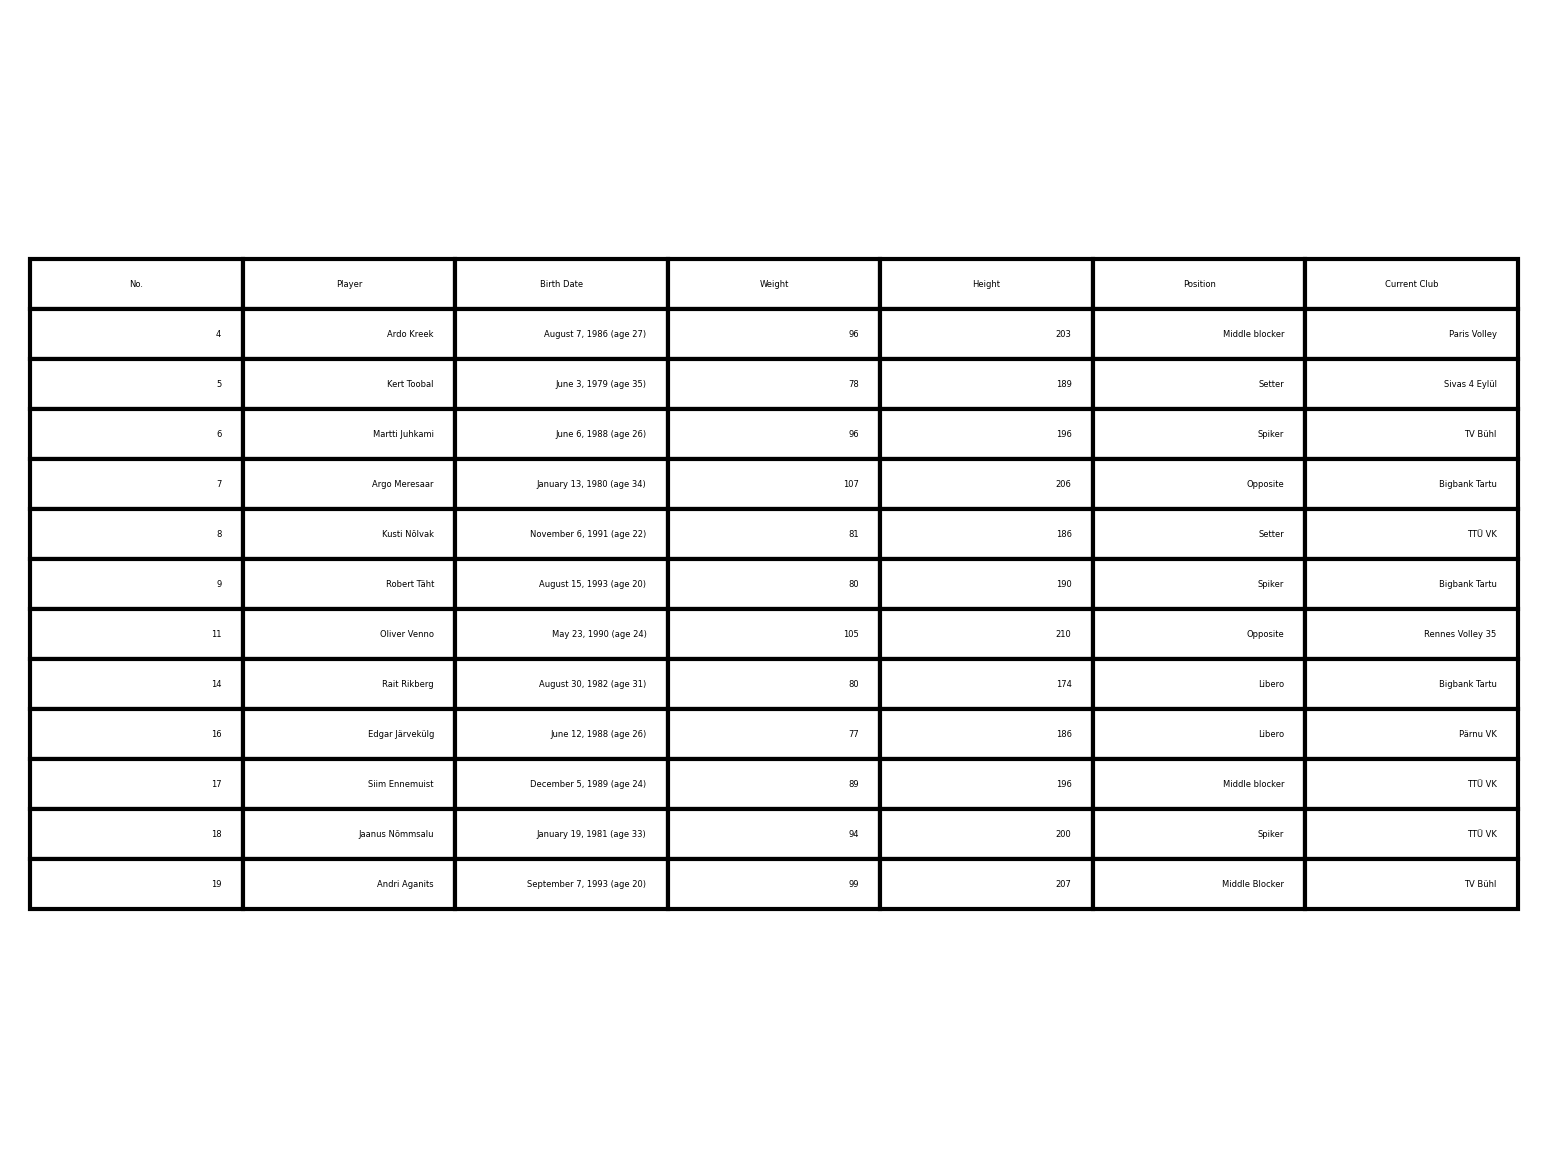 No. Player Birth Date Weight Height Position Current Club
4 Ardo Kreek August 7, 1986 (age 27) 96 203 Middle blocker Paris Volley
5 Kert Toobal June 3, 1979 (age 35) 78 189 Setter Sivas 4 Eylül
6 Martti Juhkami June 6, 1988 (age 26) 96 196 Spiker TV Bühl
7 Argo Meresaar January 13, 1980 (age 34) 107 206 Opposite Bigbank Tartu
8 Kusti Nõlvak November 6, 1991 (age 22) 81 186 Setter TTÜ VK
9 Robert Täht August 15, 1993 (age 20) 80 190 Spiker Bigbank Tartu
11 Oliver Venno May 23, 1990 (age 24) 105 210 Opposite Rennes Volley 35
14 Rait Rikberg August 30, 1982 (age 31) 80 174 Libero Bigbank Tartu
16 Edgar Järvekülg June 12, 1988 (age 26) 77 186 Libero Pärnu VK
17 Siim Ennemuist December 5, 1989 (age 24) 89 196 Middle blocker TTÜ VK
18 Jaanus Nõmmsalu January 19, 1981 (age 33) 94 200 Spiker TTÜ VK
19 Andri Aganits September 7, 1993 (age 20) 99 207 Middle Blocker TV Bühl